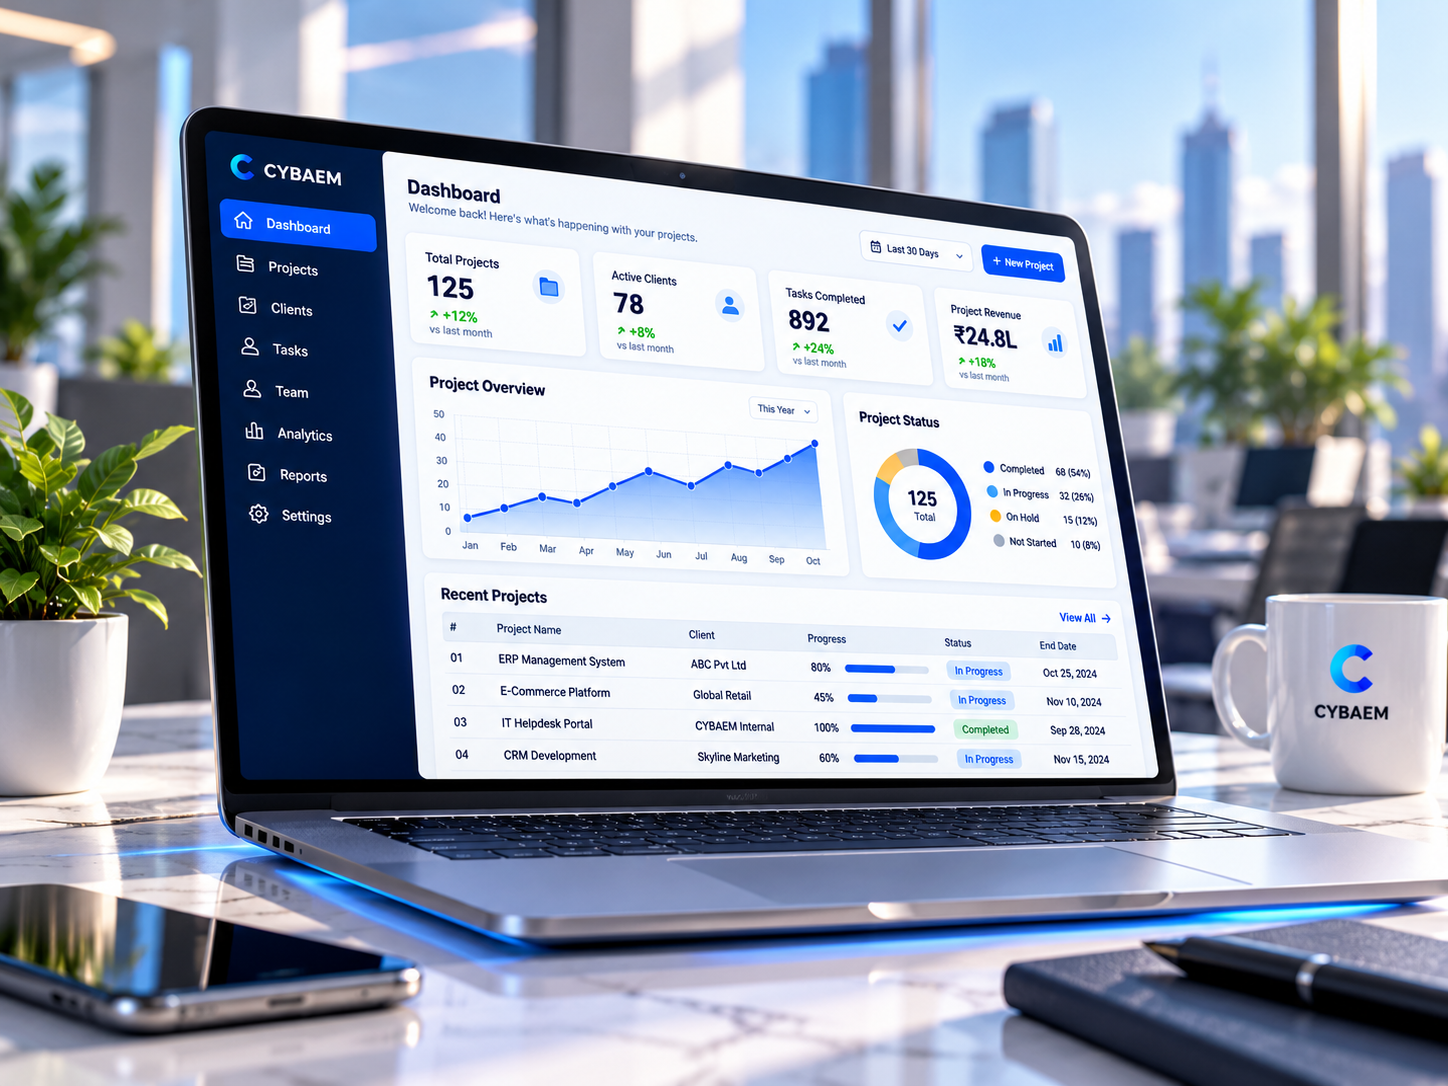 CYBAEM
Dashboard
Projects
Clients
Tasks
Team
Analytics
Reports
Settings
Dashboard
Welcome back! Here's what's happening with your projects.
Last 30 Days
+ New Project
Total Projects
125
+12%
vs last month
Active Clients
78
+8%
vs last month
Tasks Completed
892
+24%
vs last month
Project Revenue
₹24.8L
+18%
vs last month
Project Overview
This Year
50
40
30
20
10
0
Jan Feb Mar Apr May Jun Jul Aug Sep Oct
Project Status
125
Total
Completed 68 (54%)
In Progress 32 (26%)
On Hold 15 (12%)
Not Started 10 (8%)
Recent Projects
View All →
# Project Name Client Progress Status End Date
01 ERP Management System ABC Pvt Ltd 80% In Progress Oct 25, 2024
02 E-Commerce Platform Global Retail 45% In Progress Nov 10, 2024
03 IT Helpdesk Portal CYBAEM Internal 100% Completed Sep 28, 2024
04 CRM Development Skyline Marketing 60% In Progress Nov 15, 2024
CYBAEM